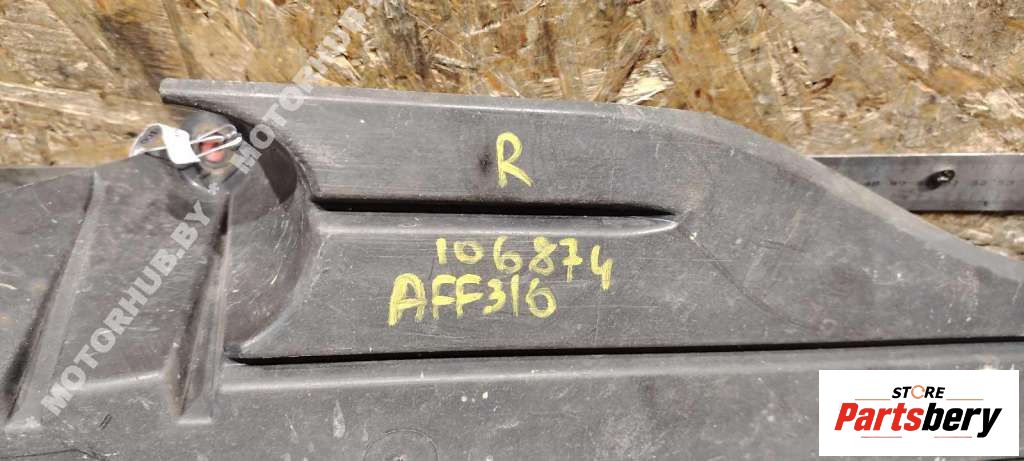 R
106874
AFF316
MOTORHUB.BY - MOTORHUB
STORE
Partsbery